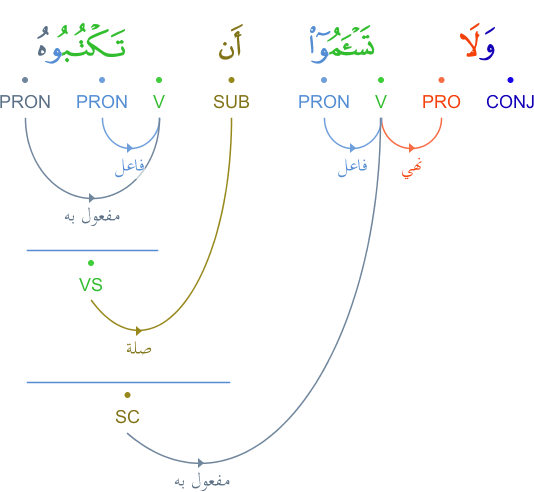 وَلَا تَسْـَٔمُوٓا۟ أَن تَكْتُبُوهُ
CONJ PRO V PRON SUB V PRON PRON
نهي فاعل فاعل
مفعول به
VS
صلة
SC
مفعول به